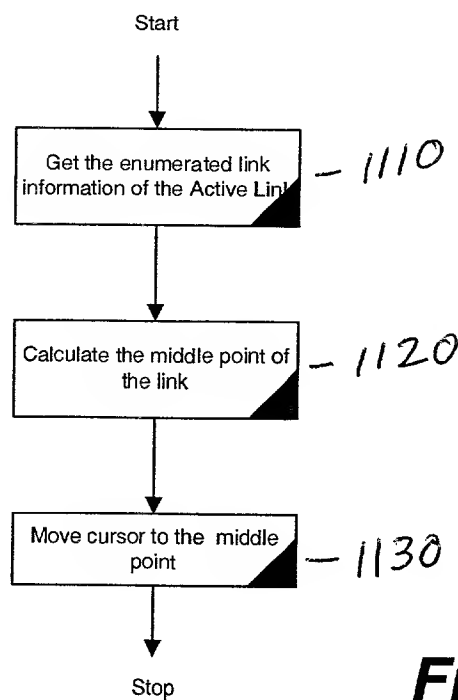 Start
Get the enumerated link
information of the Active Link
- 1110
Calculate the middle point of
the link
- 1120
Move cursor to the middle
point
- 1130
Stop